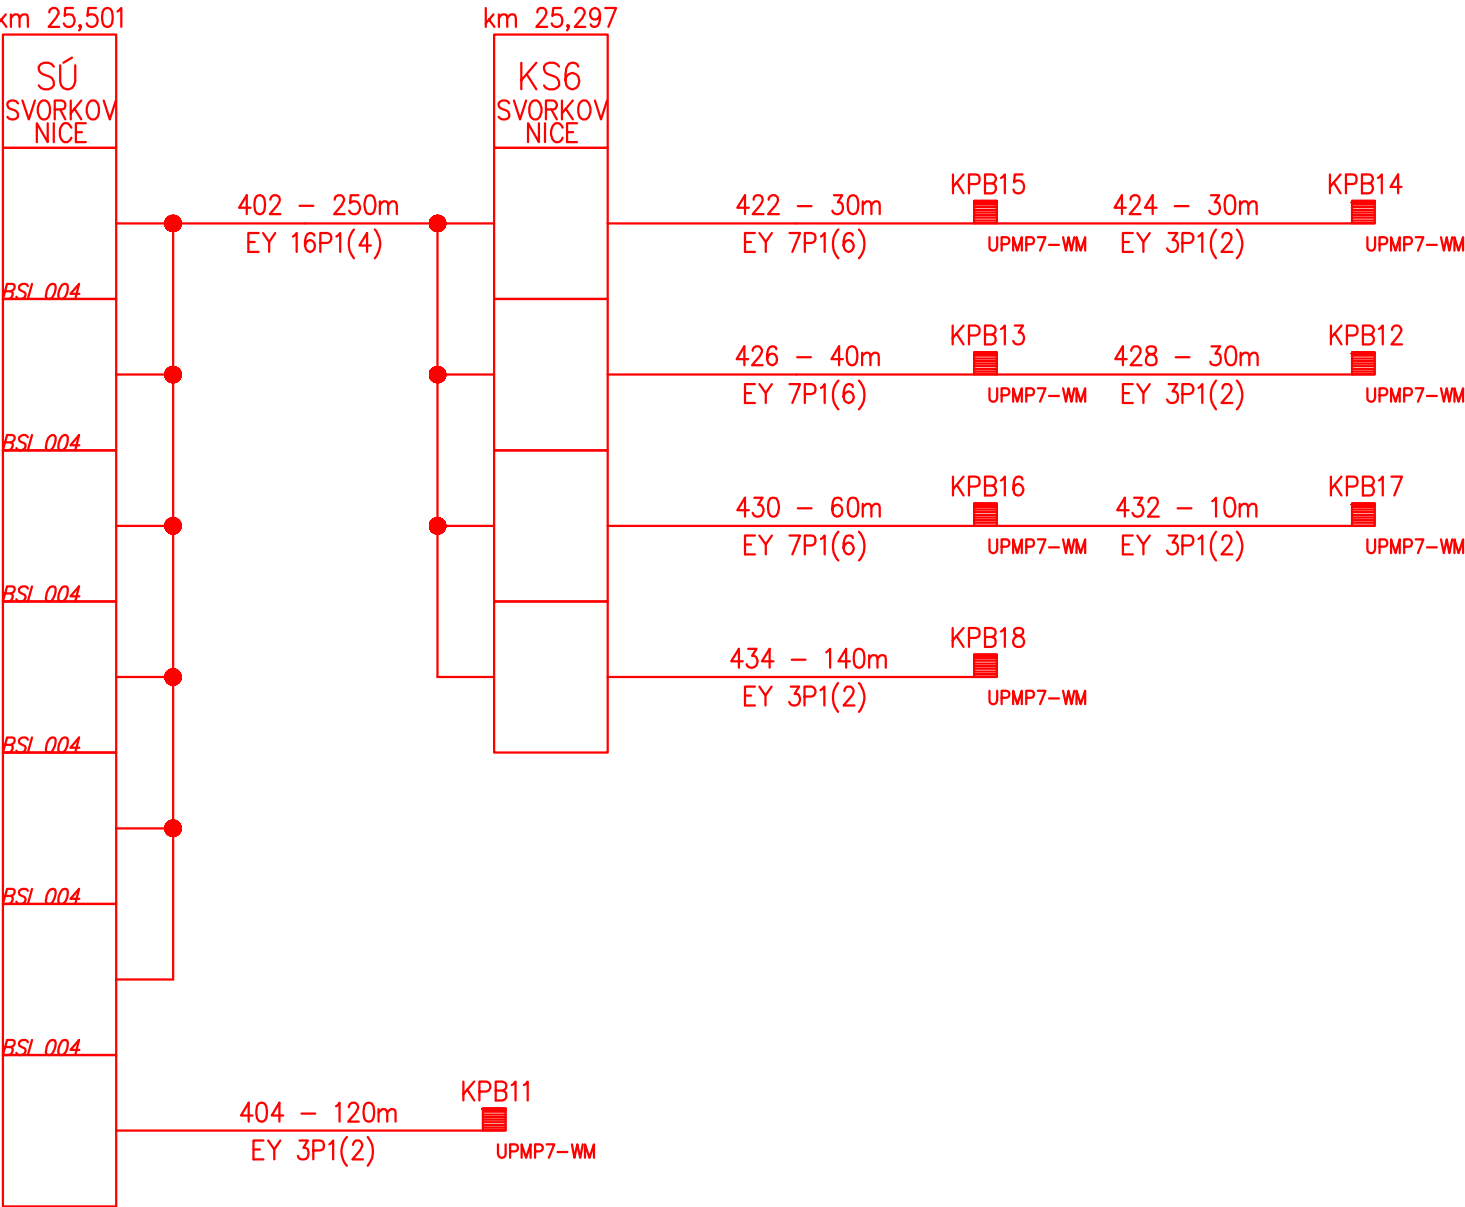 km 25,501
km 25,297
SÚ
SVORKOV
NICE
KS6
SVORKOV
NICE
402 - 250m
EY 16P1(4)
422 - 30m
EY 7P1(6)
KPB15
UPMP7-WM
424 - 30m
EY 3P1(2)
KPB14
UPMP7-WM
BSI 004
426 - 40m
EY 7P1(6)
KPB13
UPMP7-WM
428 - 30m
EY 3P1(2)
KPB12
UPMP7-WM
BSI 004
430 - 60m
EY 7P1(6)
KPB16
UPMP7-WM
432 - 10m
EY 3P1(2)
KPB17
UPMP7-WM
BSI 004
434 - 140m
EY 3P1(2)
KPB18
UPMP7-WM
BSI 004
BSI 004
BSI 004
404 - 120m
EY 3P1(2)
KPB11
UPMP7-WM